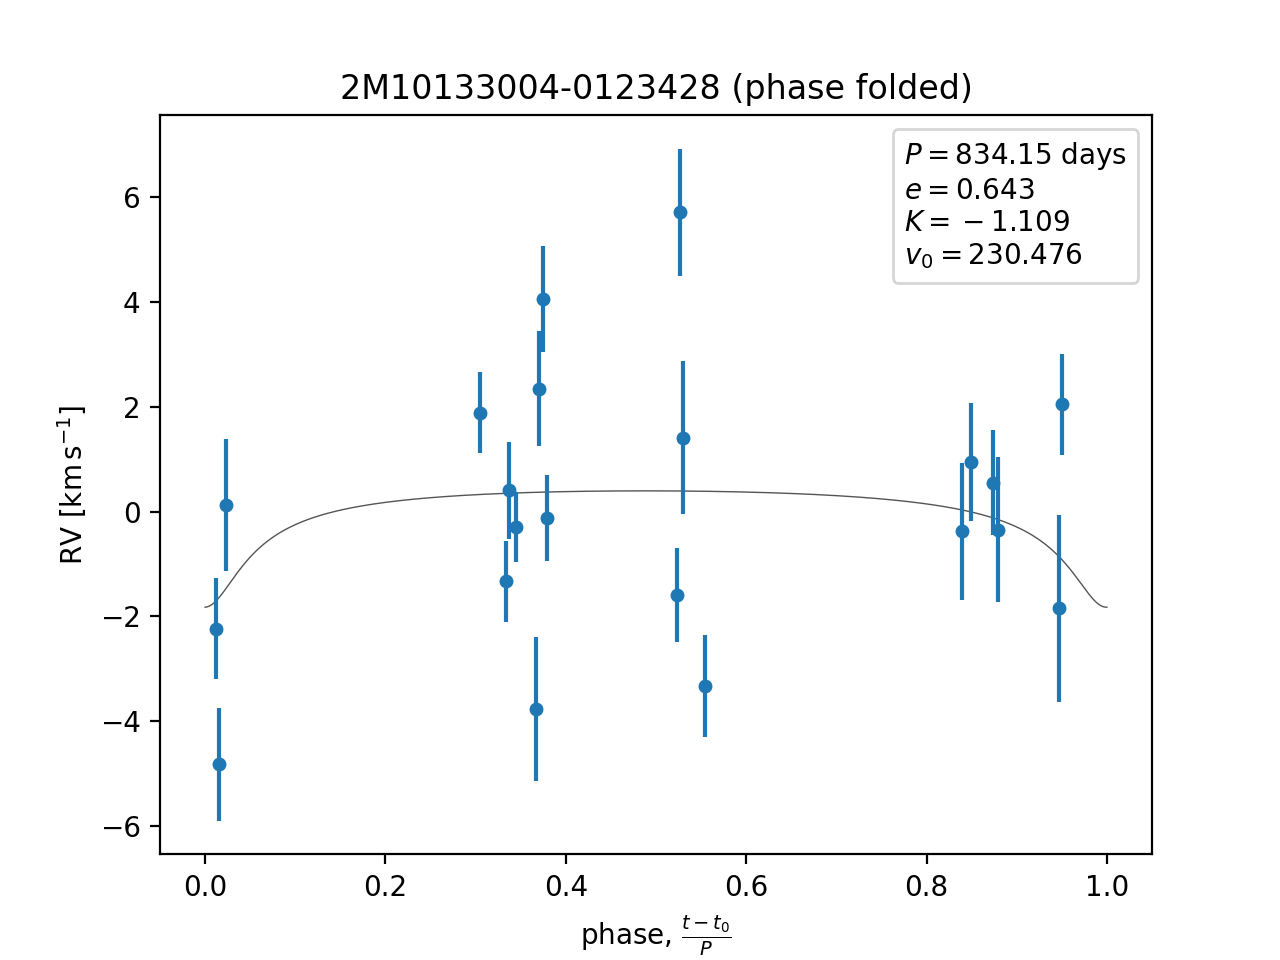 2M10133004-0123428 (phase folded)
P = 834.15 days
e = 0.643
K = −1.109
v₀ = 230.476
RV [km s⁻¹]
6
4
2
0
−2
−4
−6
0.0 0.2 0.4 0.6 0.8 1.0
phase, (t − t₀)/P